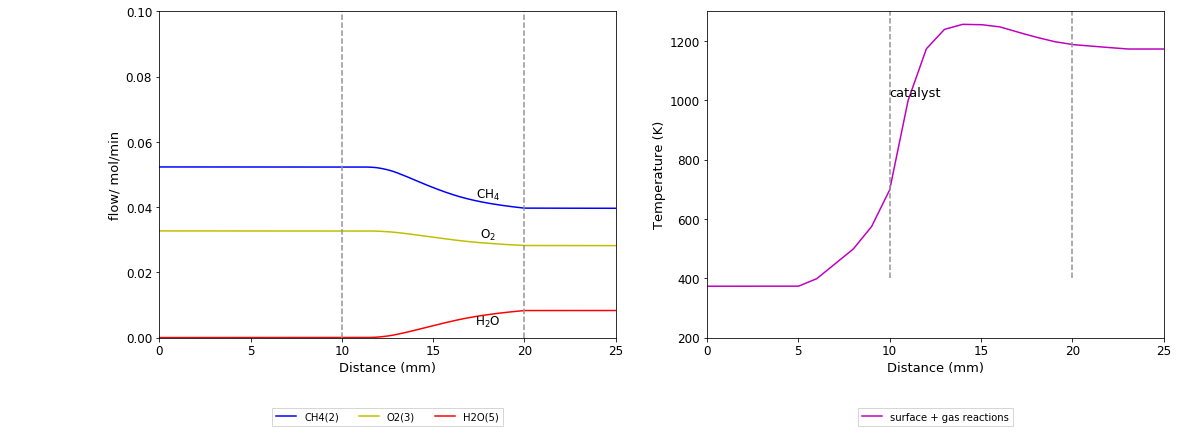 0.10
0.08
0.06
0.04
0.02
0.00
flow/ mol/min
CH₄
O₂
H₂O
0 5 10 15 20 25
Distance (mm)
CH4(2) O2(3) H2O(5)
1200
1000
800
600
400
200
Temperature (K)
catalyst
0 5 10 15 20 25
Distance (mm)
surface + gas reactions